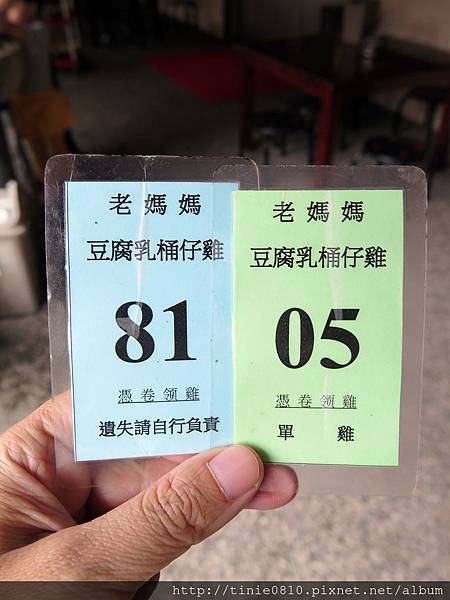 老媽媽
豆腐乳桶仔雞
81
憑卷领雞
遺失請自行負責
老媽媽
豆腐乳桶仔雞
05
憑卷领雞
單 雞
http://tinie0810.pixnet.net/album